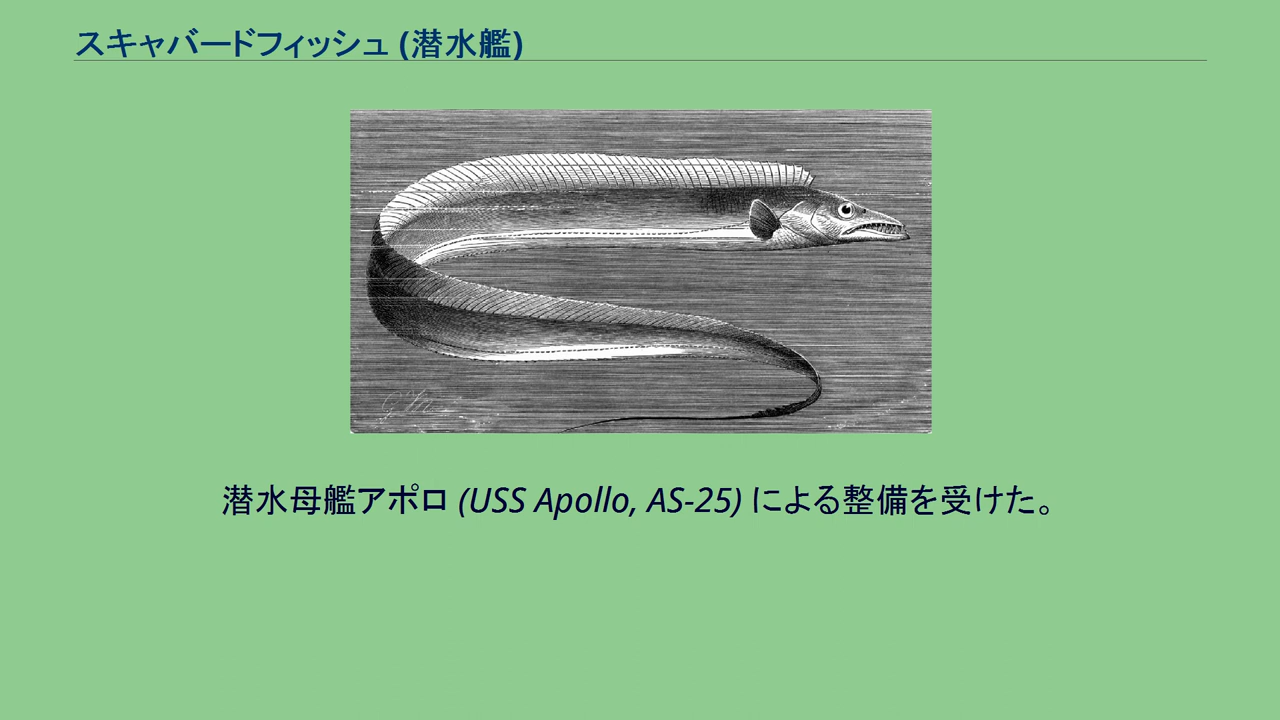 スキャバードフィッシュ (潜水艦)
潜水母艦アポロ (USS Apollo, AS-25) による整備を受けた。